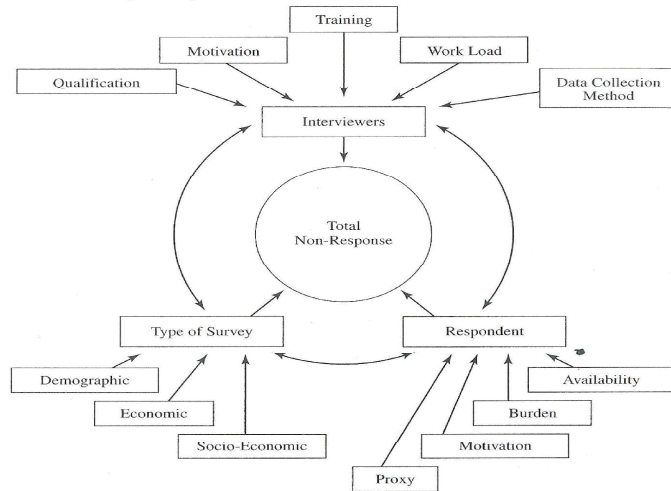 Training
Motivation
Work Load
Qualification
Data Collection
Method
Interviewers
Total
Non-Response
Type of Survey
Respondent
Demographic
Availability
Economic
Burden
Socio-Economic
Motivation
Proxy